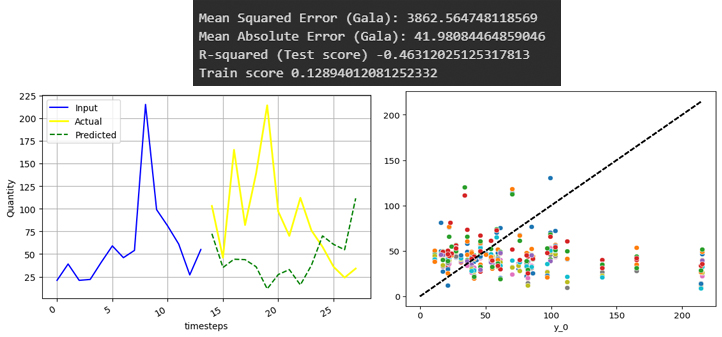 Mean Squared Error (Gala): 3862.564748118569
Mean Absolute Error (Gala): 41.98084464859046
R-squared (Test score) -0.46312025125317813
Train score 0.12894012081252332
225
200
175
150
125
100
75
50
25
Quantity
Input
Actual
Predicted
0
5
10
15
20
25
timesteps
200
150
100
50
0
0
50
100
150
200
y_o